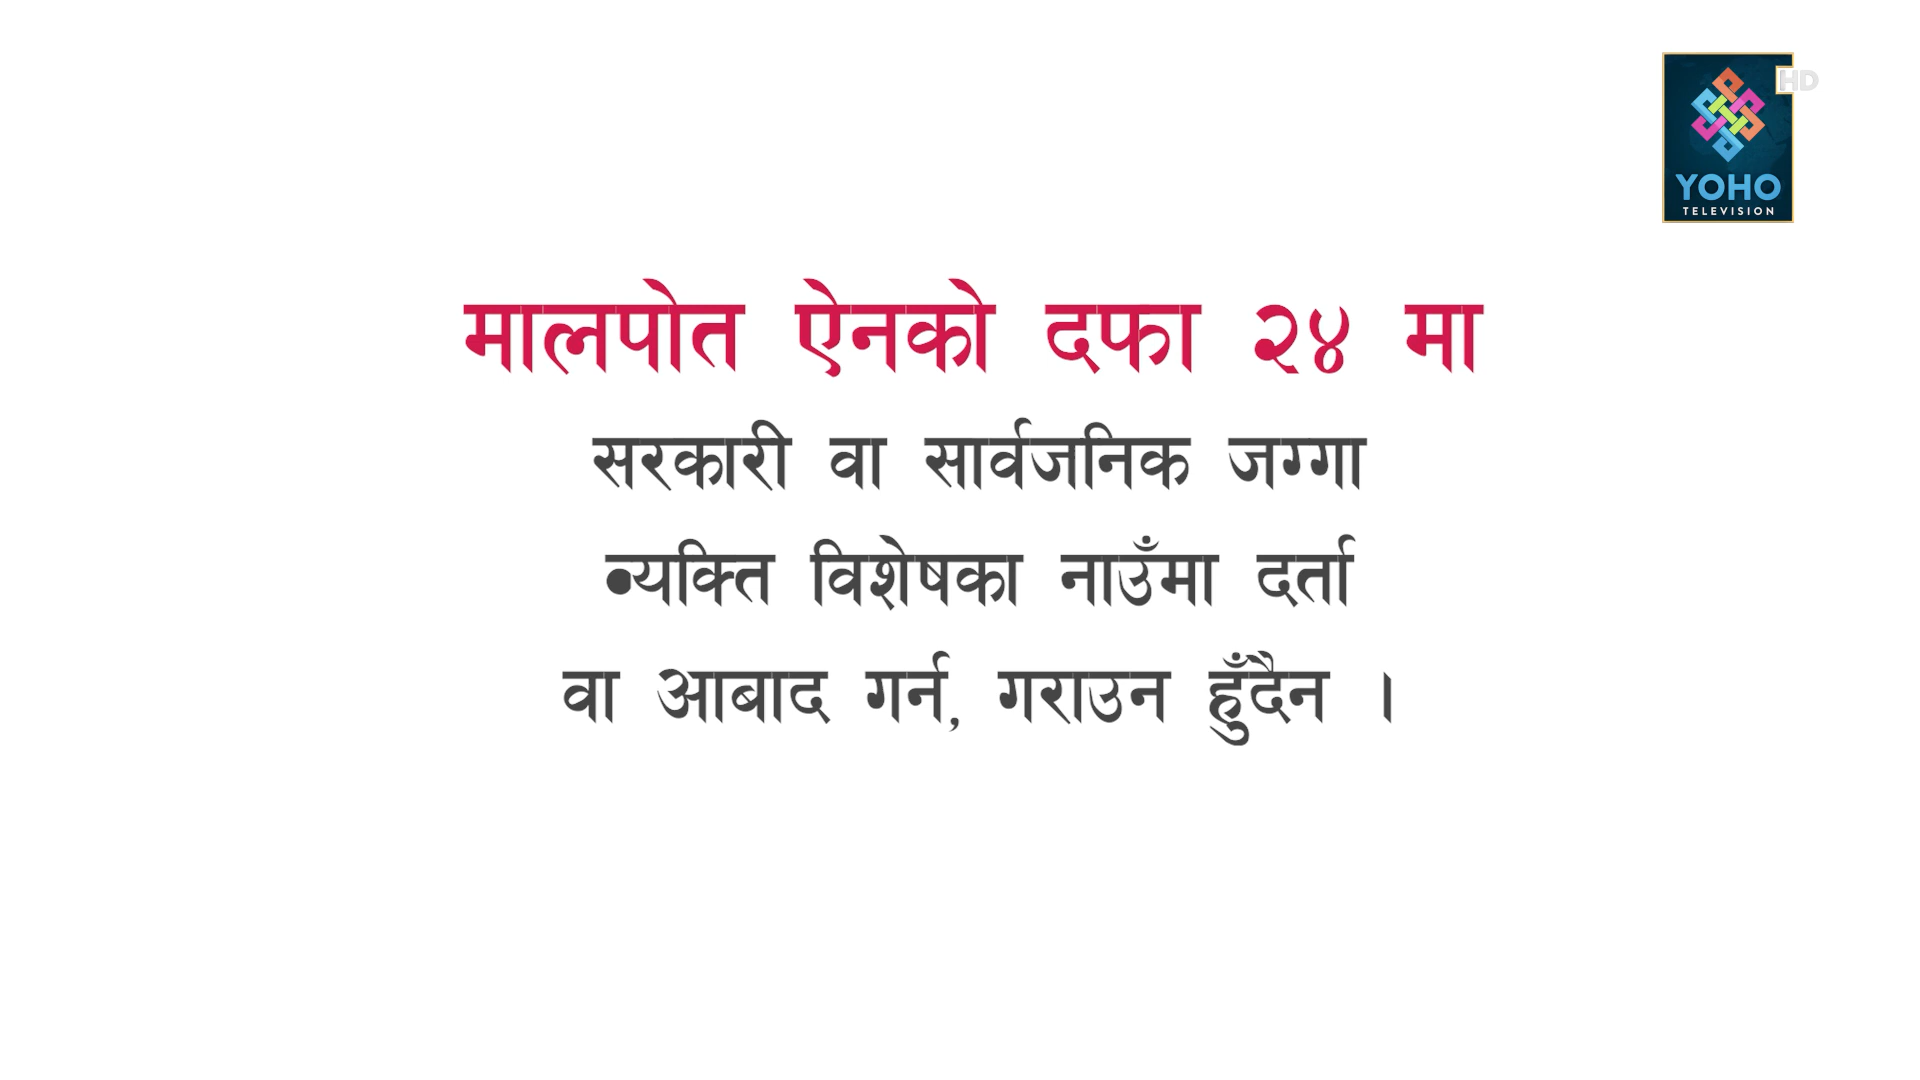 HD
YOHO
TELEVISION
मालपोत ऐनको दफा २४ मा
सरकारी वा सार्वजनिक जग्गा
व्यक्ति विशेषका नाउँमा दर्ता
वा आबाद गर्न, गराउन हुँदैन ।